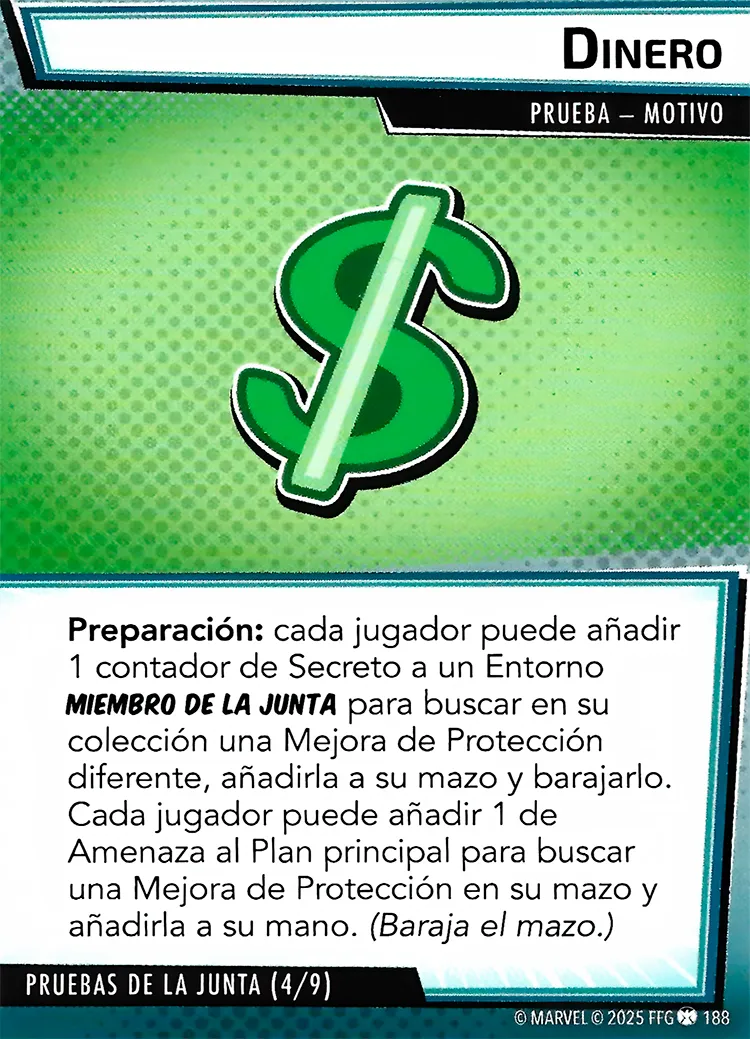 DINERO
PRUEBA – MOTIVO
Preparación: cada jugador puede añadir
1 contador de Secreto a un Entorno
MIEMBRO DE LA JUNTA para buscar en su
colección una Mejora de Protección
diferente, añadirla a su mazo y barajarlo.
Cada jugador puede añadir 1 de
Amenaza al Plan principal para buscar
una Mejora de Protección en su mazo y
añadirla a su mano. (Baraja el mazo.)
PRUEBAS DE LA JUNTA (4/9)
© MARVEL © 2025 FFG 188